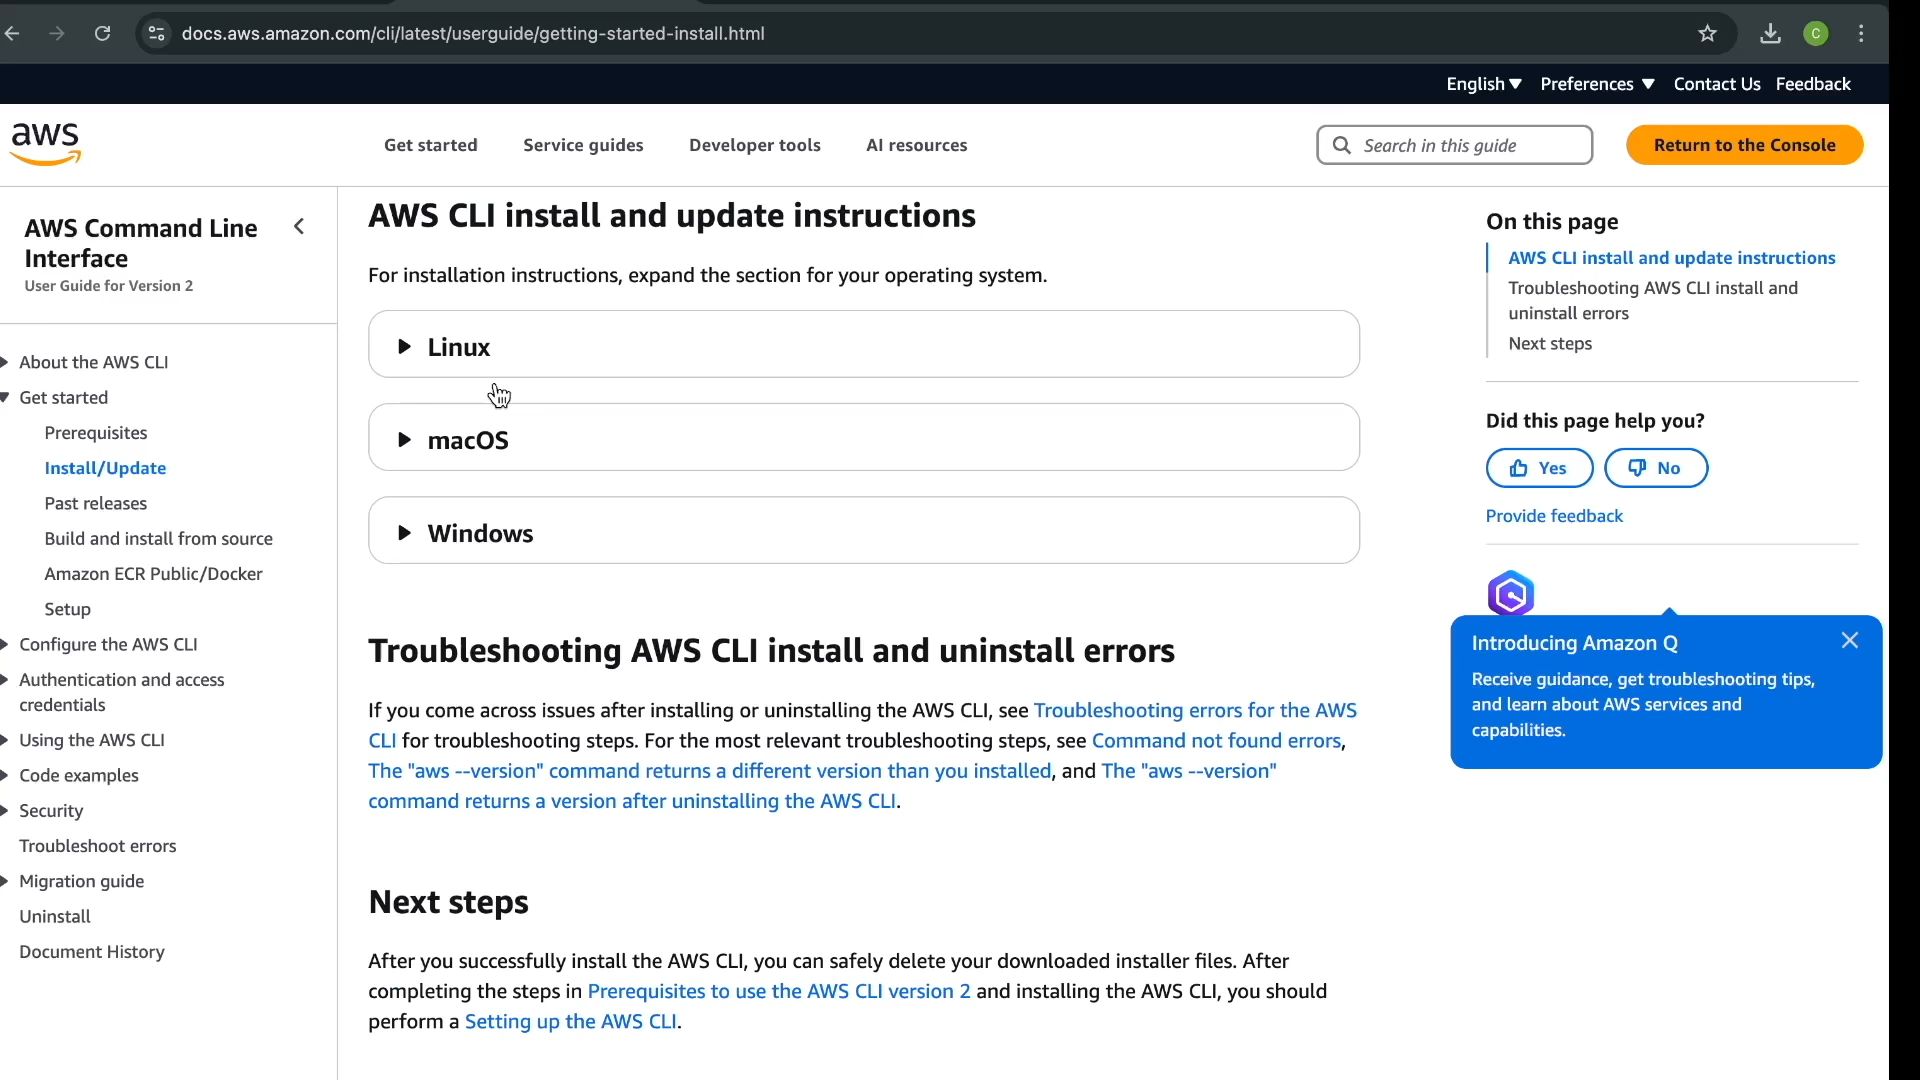 docs.aws.amazon.com/cli/latest/userguide/getting-started-install.html
C
English Preferences Contact Us Feedback
aws
Get started Service guides Developer tools AI resources
Search in this guide
Return to the Console
AWS Command Line
Interface
User Guide for Version 2
About the AWS CLI
Get started
Prerequisites
Install/Update
Past releases
Build and install from source
Amazon ECR Public/Docker
Setup
Configure the AWS CLI
Authentication and access
credentials
Using the AWS CLI
Code examples
Security
Troubleshoot errors
Migration guide
Uninstall
Document History
AWS CLI install and update instructions
For installation instructions, expand the section for your operating system.
Linux
macOS
Windows
Troubleshooting AWS CLI install and uninstall errors
If you come across issues after installing or uninstalling the AWS CLI, see Troubleshooting errors for the AWS
CLI for troubleshooting steps. For the most relevant troubleshooting steps, see Command not found errors,
The "aws --version" command returns a different version than you installed, and The "aws --version"
command returns a version after uninstalling the AWS CLI.
Next steps
After you successfully install the AWS CLI, you can safely delete your downloaded installer files. After
completing the steps in Prerequisites to use the AWS CLI version 2 and installing the AWS CLI, you should
perform a Setting up the AWS CLI.
On this page
AWS CLI install and update instructions
Troubleshooting AWS CLI install and
uninstall errors
Next steps
Did this page help you?
Yes
No
Provide feedback
Introducing Amazon Q
Receive guidance, get troubleshooting tips,
and learn about AWS services and
capabilities.